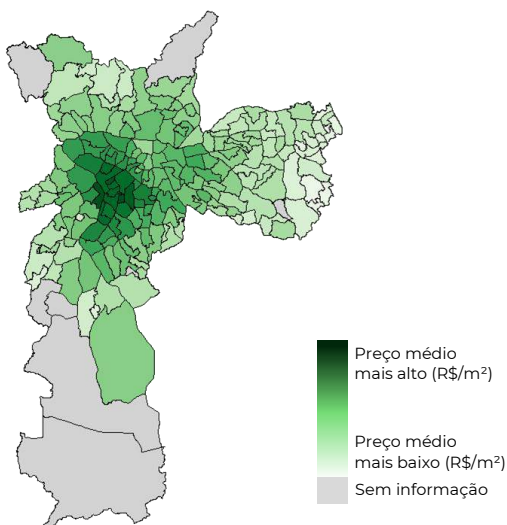 Preço médio
mais alto (R$/m²)
Preço médio
mais baixo (R$/m²)
Sem informação